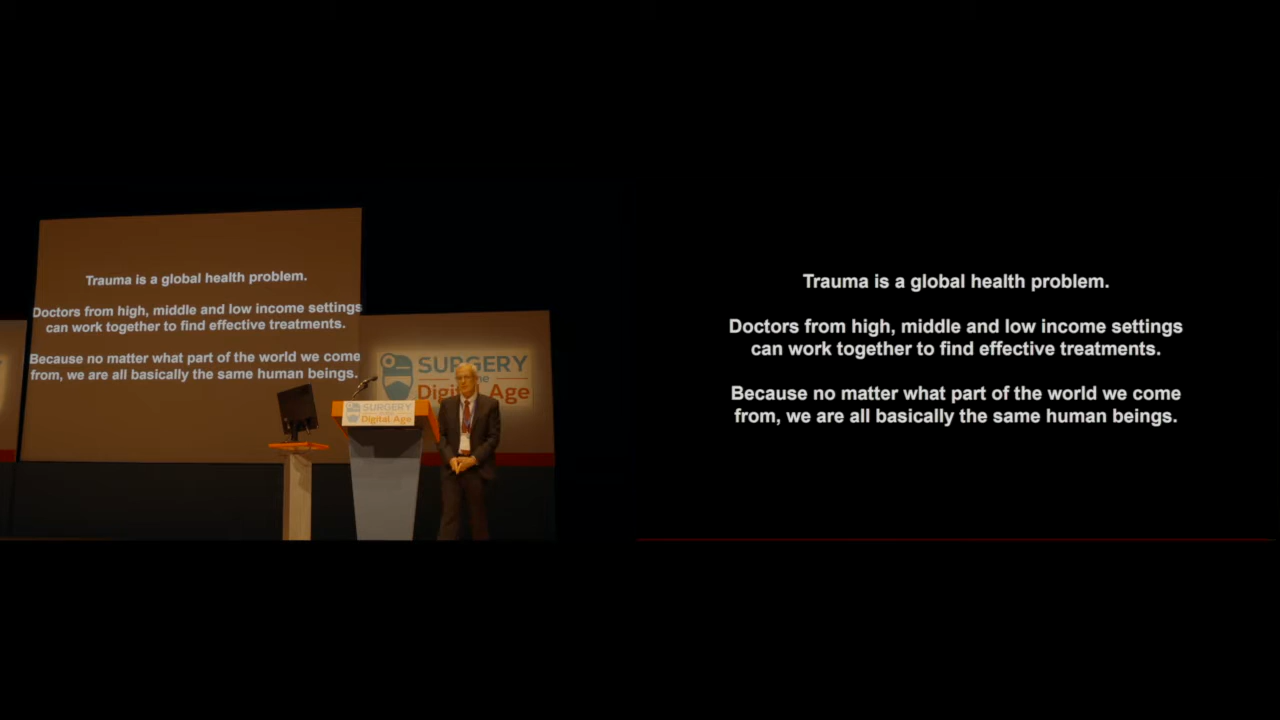 Trauma is a global health problem.
Doctors from high, middle and low income settings
can work together to find effective treatments.
Because no matter what part of the world we come
from, we are all basically the same human beings.
SURGERY
the
Digital Age
SURGERY
Digital Age
Trauma is a global health problem.
Doctors from high, middle and low income settings
can work together to find effective treatments.
Because no matter what part of the world we come
from, we are all basically the same human beings.